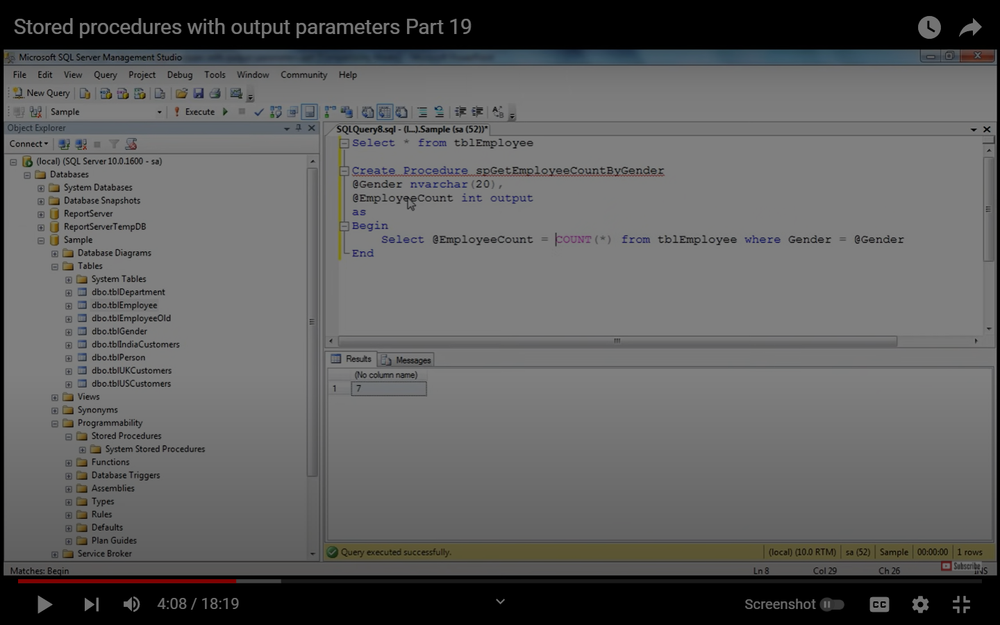 Stored procedures with output parameters Part 19
Microsoft SQL Server Management Studio
File Edit View Query Project Debug Tools Window Community Help
New Query
Sample Execute
Object Explorer
Connect
(local) (SQL Server 10.0.1600 - sa)
Databases
System Databases
Database Snapshots
ReportServer
ReportServerTempDB
Sample
Database Diagrams
Tables
System Tables
dbo.tblDepartment
dbo.tblEmployee
dbo.tblEmployeeOld
dbo.tblGender
dbo.tblIndiaCustomers
dbo.tblPerson
dbo.tblUKCustomers
dbo.tblUSCustomers
Views
Synonyms
Programmability
Stored Procedures
System Stored Procedures
Functions
Database Triggers
Assemblies
Types
Rules
Defaults
Plan Guides
Service Broker
SQLQuery8.sql - (l...).Sample (sa (52))*
Select * from tblEmployee
Create Procedure spGetEmployeeCountByGender
@Gender nvarchar(20),
@EmployeeCount int output
as
Begin
Select @EmployeeCount = COUNT(*) from tblEmployee where Gender = @Gender
End
Results Messages
(No column name)
1 7
Query executed successfully. (local) (10.0 RTM) sa (52) Sample 00:00:00 1 rows
Matches: Begin Ln 8 Col 29 Ch 26 INS
Subscribe
4:08 / 18:19 Screenshot CC